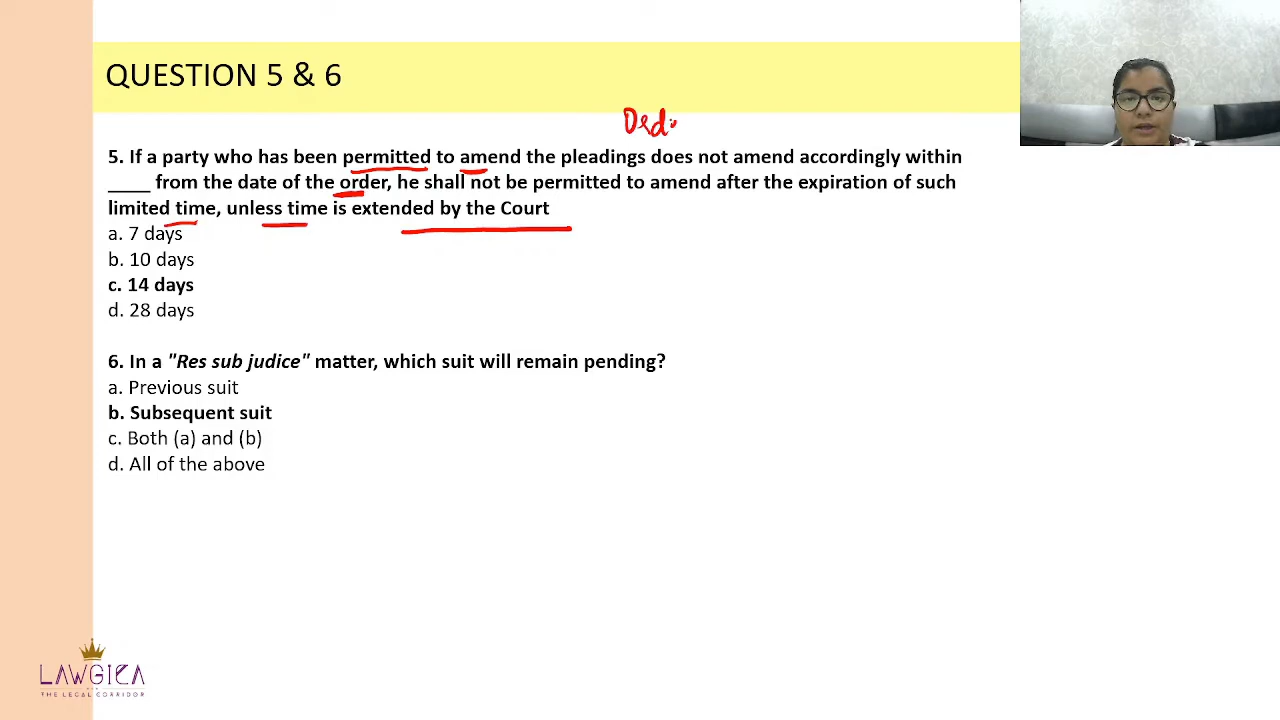 QUESTION 5 & 6
Ord
5. If a party who has been permitted to amend the pleadings does not amend accordingly within
____ from the date of the order, he shall not be permitted to amend after the expiration of such
limited time, unless time is extended by the Court
a. 7 days
b. 10 days
c. 14 days
d. 28 days
6. In a "Res sub judice" matter, which suit will remain pending?
a. Previous suit
b. Subsequent suit
c. Both (a) and (b)
d. All of the above
LAWGICA
THE LEGAL CORRIDOR